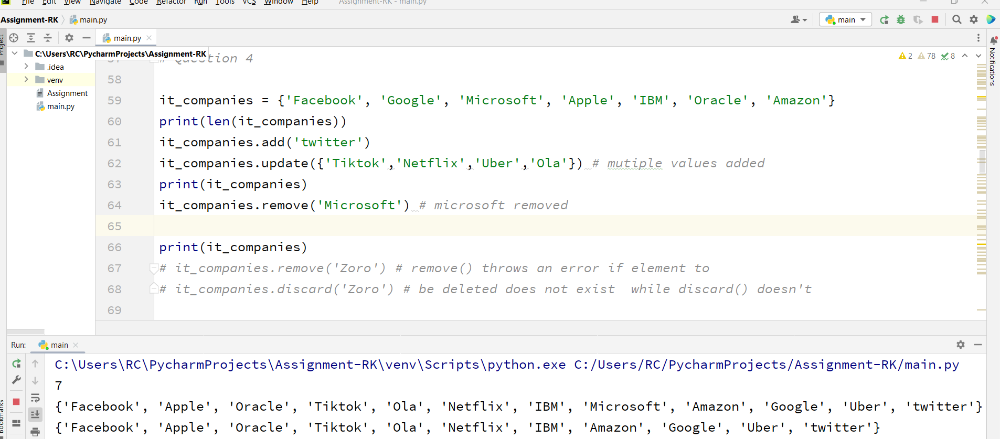 File Edit View Navigate Code Refactor Run Tools VCS Window Help Assignment-RK - main.py
Assignment-RK main.py main
main.py
Project
C:\Users\RC\PycharmProjects\Assignment-RK
.idea
venv
Assignment
main.py
57 # Question 4
2 78 8
Notifications
58
59 it_companies = {'Facebook', 'Google', 'Microsoft', 'Apple', 'IBM', 'Oracle', 'Amazon'}
60 print(len(it_companies))
61 it_companies.add('twitter')
62 it_companies.update({'Tiktok','Netflix','Uber','Ola'}) # mutiple values added
63 print(it_companies)
64 it_companies.remove('Microsoft') # microsoft removed
65
66 print(it_companies)
67 # it_companies.remove('Zoro') # remove() throws an error if element to
68 # it_companies.discard('Zoro') # be deleted does not exist  while discard() doesn't
69
Run: main
C:\Users\RC\PycharmProjects\Assignment-RK\venv\Scripts\python.exe C:/Users/RC/PycharmProjects/Assignment-RK/main.py
7
{'Facebook', 'Apple', 'Oracle', 'Tiktok', 'Ola', 'Netflix', 'IBM', 'Microsoft', 'Amazon', 'Google', 'Uber', 'twitter'}
{'Facebook', 'Apple', 'Oracle', 'Tiktok', 'Ola', 'Netflix', 'IBM', 'Amazon', 'Google', 'Uber', 'twitter'}
Bookmarks